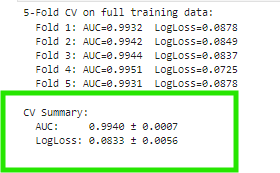 5-Fold CV on full training data:
Fold 1: AUC=0.9932  LogLoss=0.0878
Fold 2: AUC=0.9942  LogLoss=0.0849
Fold 3: AUC=0.9944  LogLoss=0.0837
Fold 4: AUC=0.9951  LogLoss=0.0725
Fold 5: AUC=0.9931  LogLoss=0.0878
CV Summary:
AUC:     0.9940 ± 0.0007
LogLoss: 0.0833 ± 0.0056